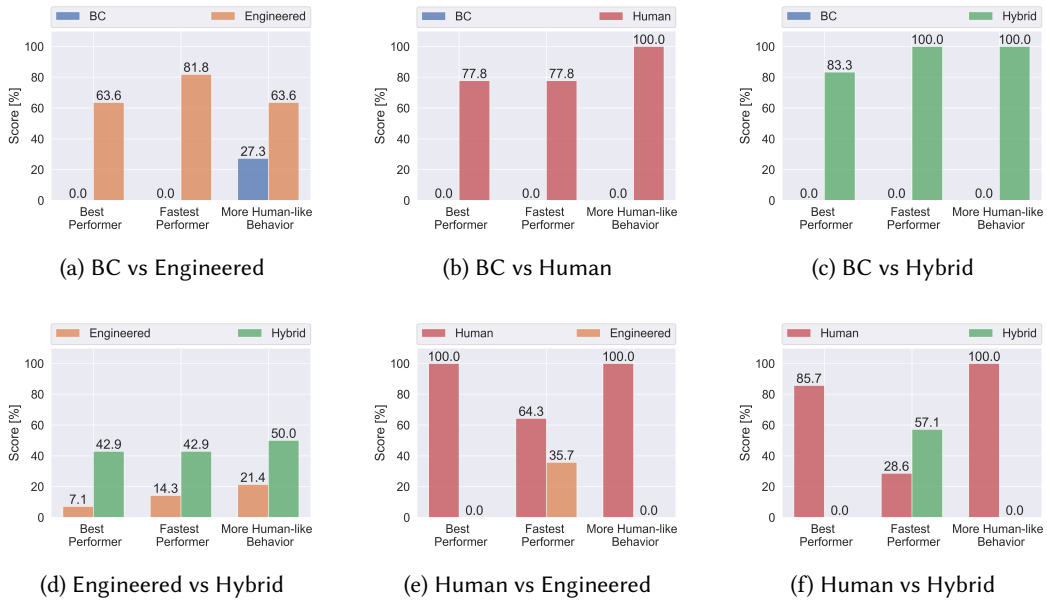 BC Engineered
100
80
60
40
20
0
Score [%]
63.6
81.8
63.6
27.3
0.0
0.0
Best Performer
Fastest Performer
More Human-like Behavior
(a) BC vs Engineered
BC Human
100
80
60
40
20
0
Score [%]
77.8
77.8
100.0
0.0
0.0
0.0
Best Performer
Fastest Performer
More Human-like Behavior
(b) BC vs Human
BC Hybrid
100
80
60
40
20
0
Score [%]
83.3
100.0
100.0
0.0
0.0
0.0
Best Performer
Fastest Performer
More Human-like Behavior
(c) BC vs Hybrid
Engineered Hybrid
100
80
60
40
20
0
Score [%]
7.1
42.9
14.3
42.9
21.4
50.0
Best Performer
Fastest Performer
More Human-like Behavior
(d) Engineered vs Hybrid
Human Engineered
100
80
60
40
20
0
Score [%]
100.0
0.0
64.3
35.7
100.0
0.0
Best Performer
Fastest Performer
More Human-like Behavior
(e) Human vs Engineered
Human Hybrid
100
80
60
40
20
0
Score [%]
85.7
0.0
28.6
57.1
100.0
0.0
Best Performer
Fastest Performer
More Human-like Behavior
(f) Human vs Hybrid